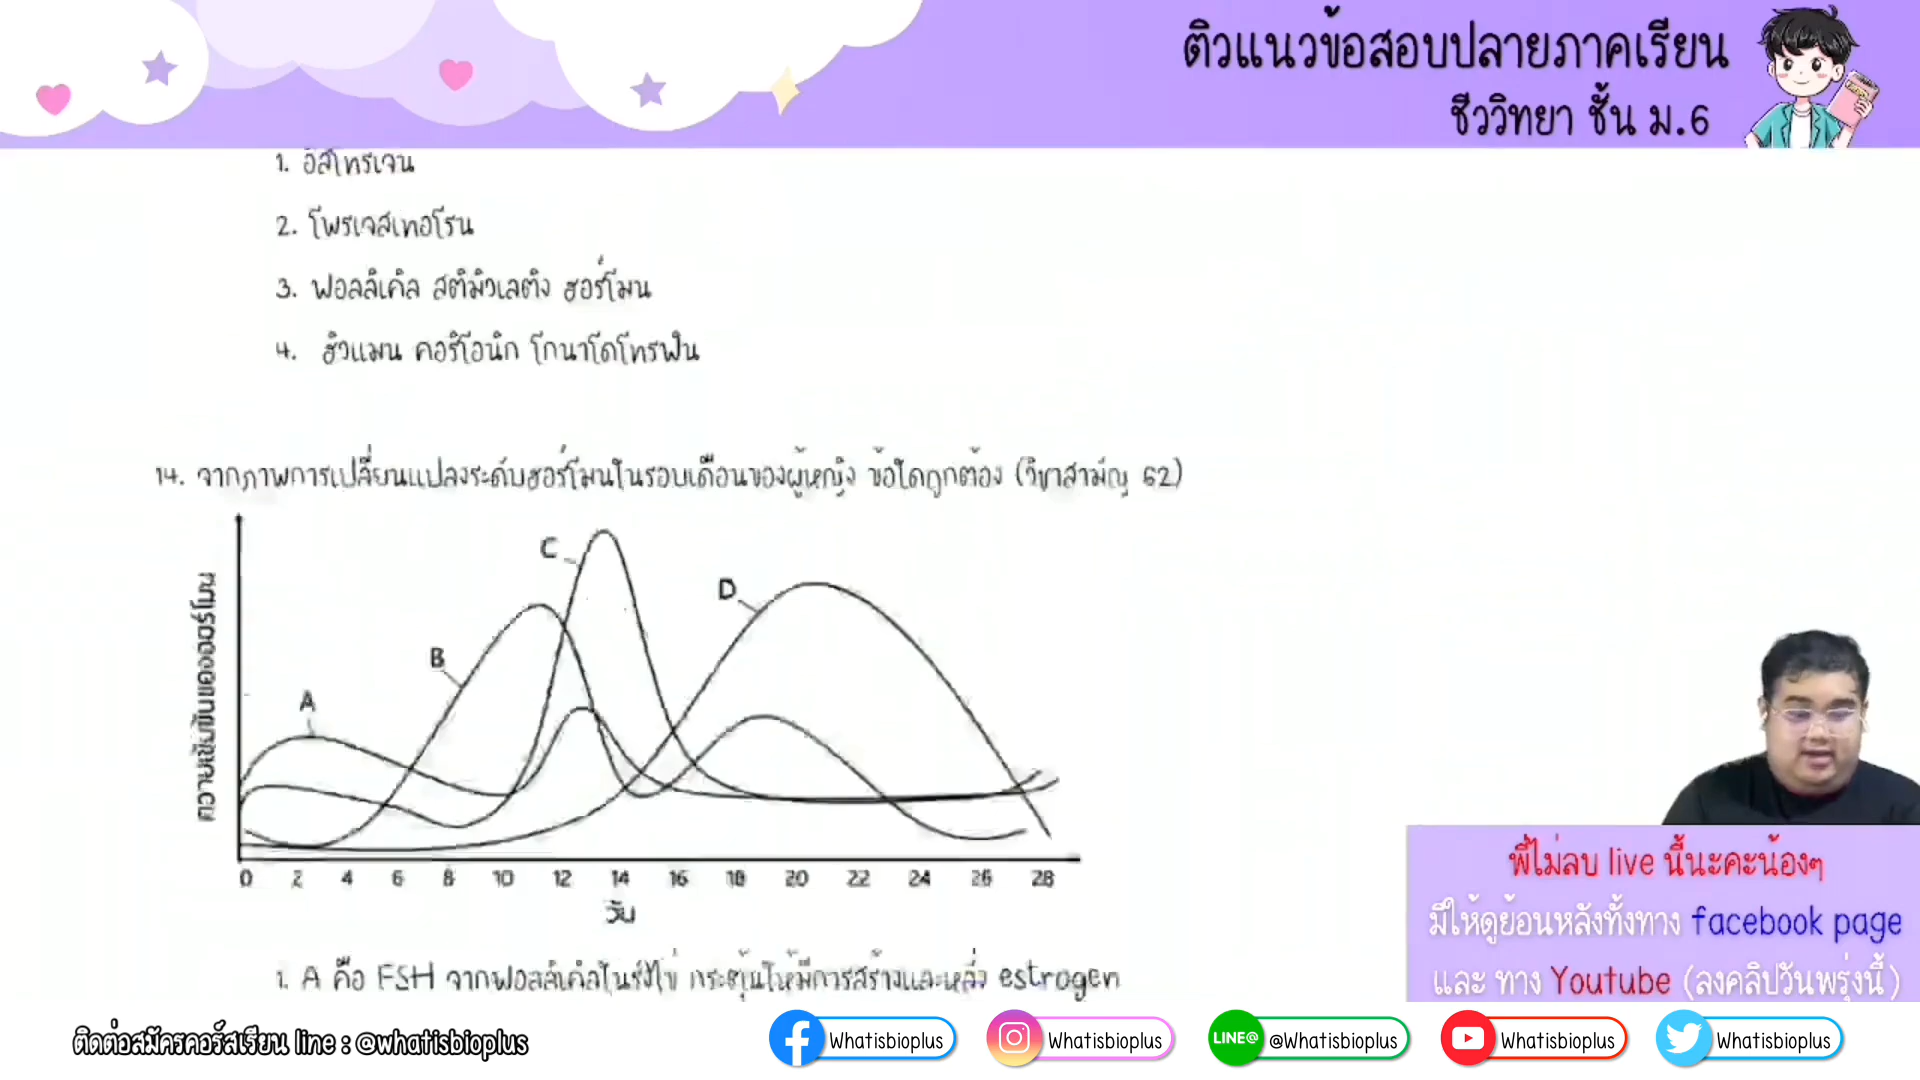 ติวแนวข้อสอบปลายภาคเรียน
ชีววิทยา ชั้น ม.6
1. อีสโทรเจน
2. โพรเจสเทอโรน
3. ฟอลลิเคิล สติมิวเลติง ฮอร์โมน
4. ฮิวแมน คอริโอนิก โกนาโดโทรฟิน
14. จากภาพการเปลี่ยนแปลงระดับฮอร์โมนในรอบเดือนของผู้หญิง ข้อใดถูกต้อง (วิชาสามัญ 62)
ความเข้มข้นของฮอร์โมน
A
B
C
D
0 2 4 6 8 10 12 14 16 18 20 22 24 26 28
วัน
1. A คือ FSH จากฟอลลิเคิลในรังไข่ กระตุ้นให้มีการสร้างและหลั่ง estrogen
พี่ไม่ลบ live นี้นะคะน้องๆ
มีให้ดูย้อนหลังทั้งทาง facebook page
และ ทาง Youtube (ลงคลิปวันพรุ่งนี้)
ติดต่อสมัครคอร์สเรียน line : @whatisbioplus
Whatisbioplus
Whatisbioplus
LINE@ @Whatisbioplus
Whatisbioplus
Whatisbioplus